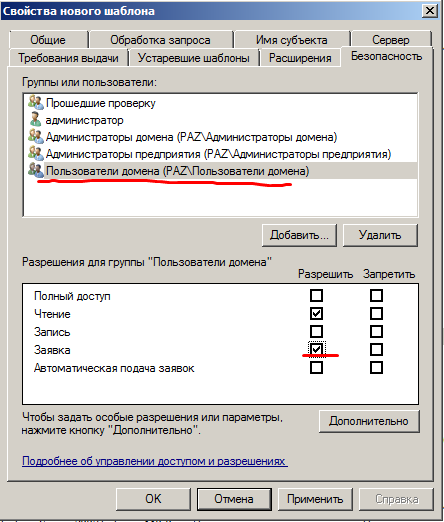 Свойства нового шаблона
Общие Обработка запроса Имя субъекта Сервер
Требования выдачи Устаревшие шаблоны Расширения Безопасность
Группы или пользователи:
Прошедшие проверку
администратор
Администраторы домена (PAZ\Администраторы домена)
Администраторы предприятия (PAZ\Администраторы предприятия)
Пользователи домена (PAZ\Пользователи домена)
Добавить... Удалить
Разрешения для группы "Пользователи домена"
Разрешить Запретить
Полный доступ
Чтение
Запись
Заявка
Автоматическая подача заявок
Чтобы задать особые разрешения или параметры,
нажмите кнопку "Дополнительно".
Дополнительно
Подробнее об управлении доступом и разрешениях
OK Отмена Применить Справка